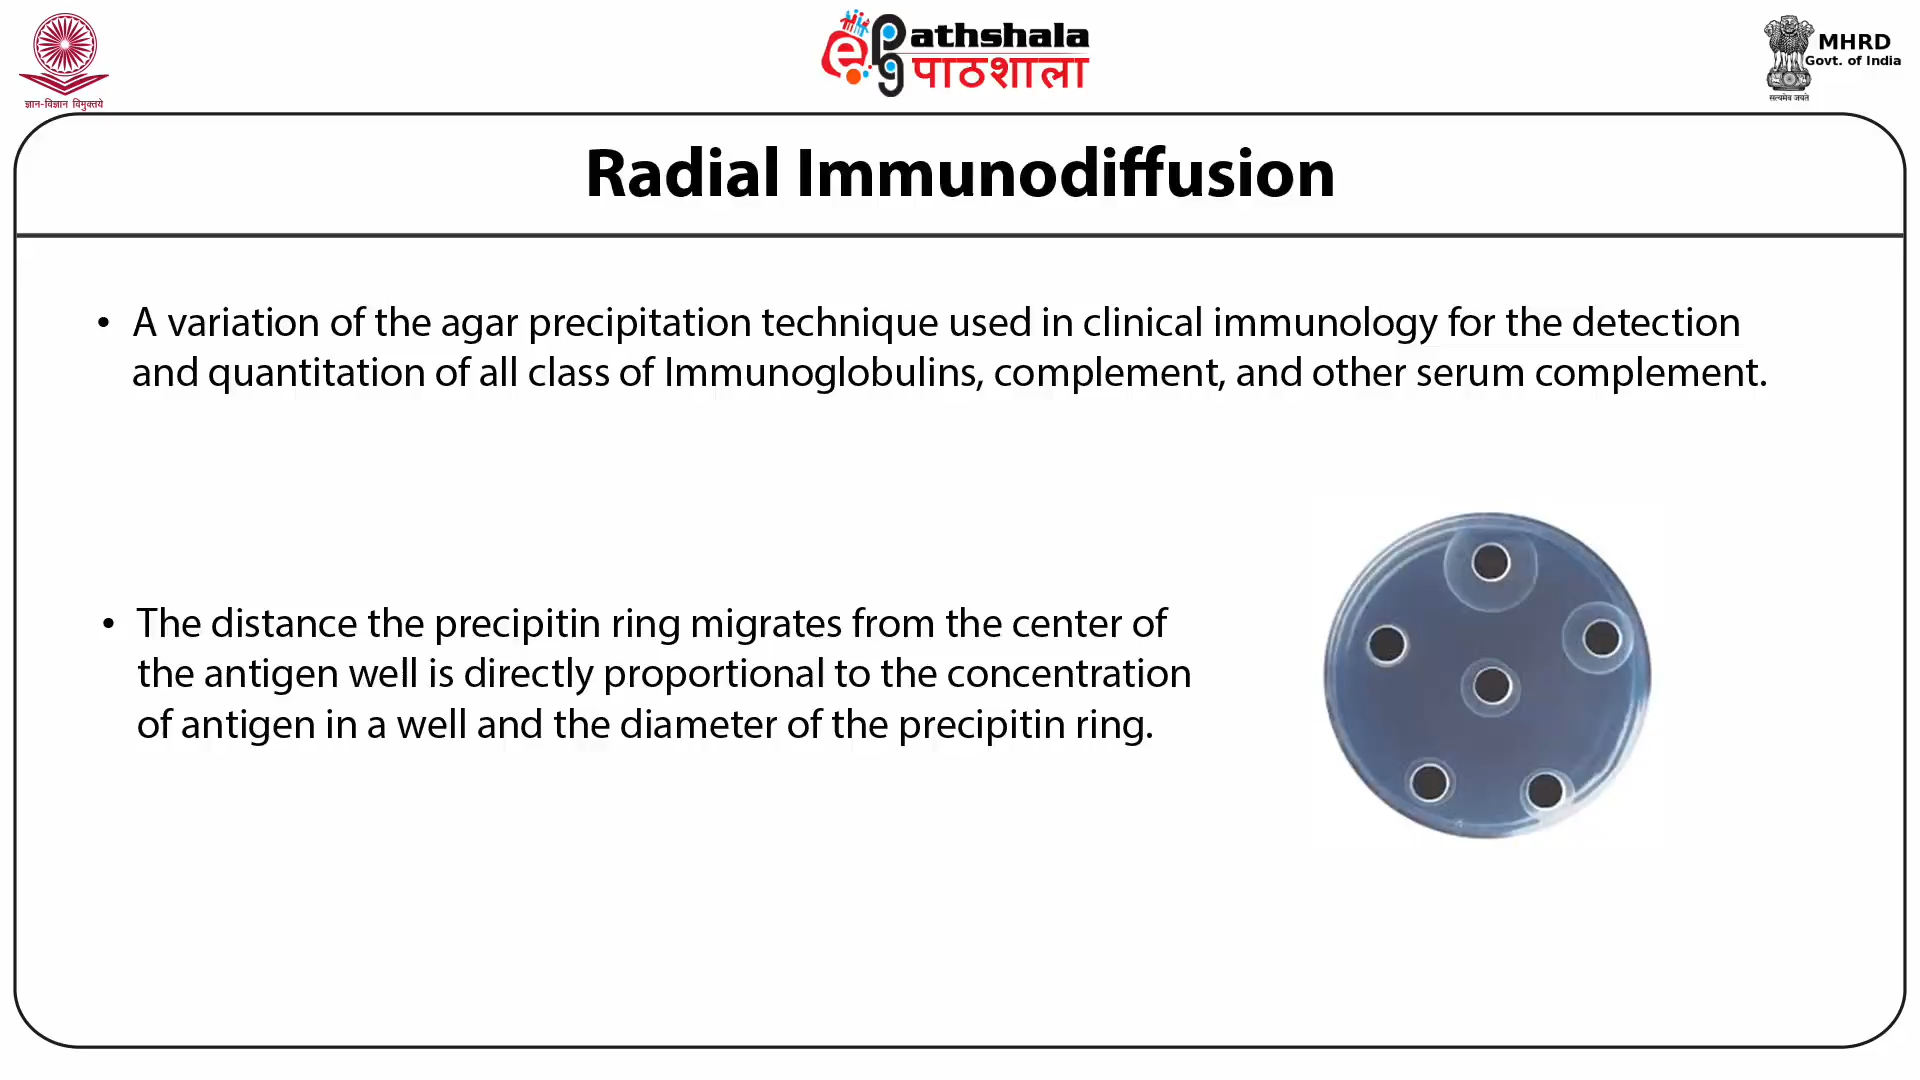 ज्ञान-विज्ञान विमुक्तये
e PG Pathshala
पाठशाला
MHRD
Govt. of India
सत्यमेव जयते
Radial Immunodiffusion
• A variation of the agar precipitation technique used in clinical immunology for the detection
and quantitation of all class of Immunoglobulins, complement, and other serum complement.
• The distance the precipitin ring migrates from the center of
the antigen well is directly proportional to the concentration
of antigen in a well and the diameter of the precipitin ring.